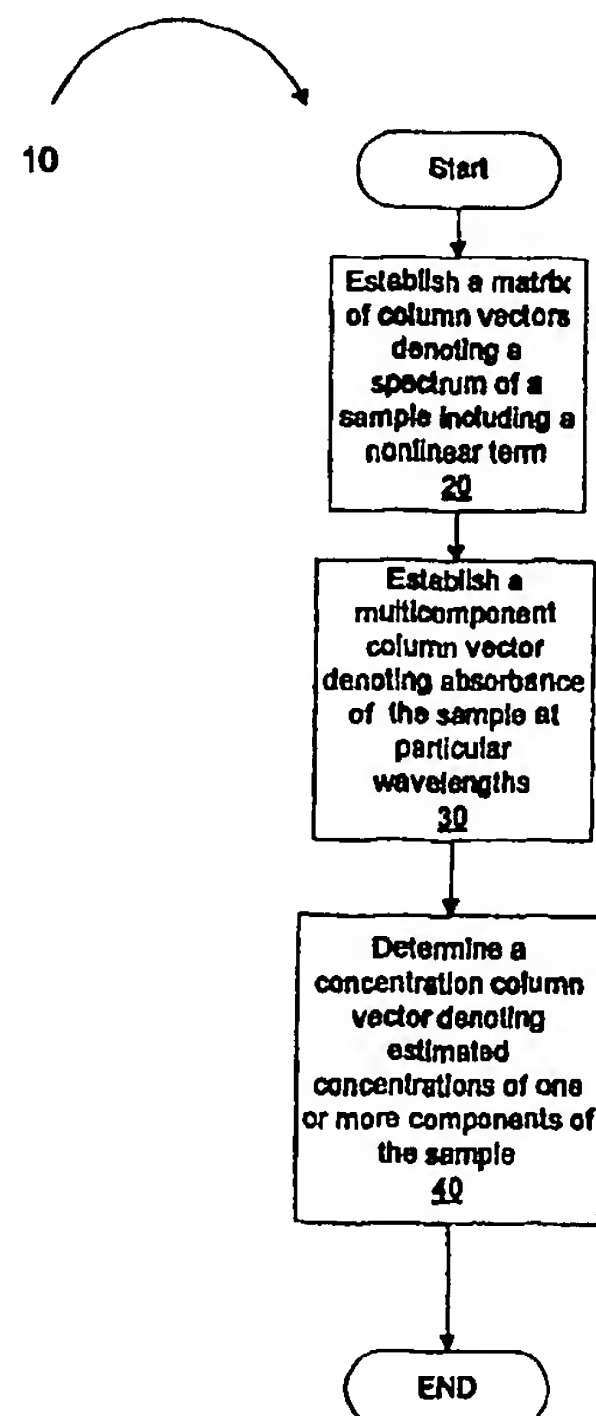 10
Start
Establish a matrix
of column vectors
denoting a
spectrum of a
sample including a
nonlinear term
20
Establish a
multicomponent
column vector
denoting absorbance
of the sample at
particular
wavelengths
30
Determine a
concentration column
vector denoting
estimated
concentrations of one
or more components of
the sample
40
END